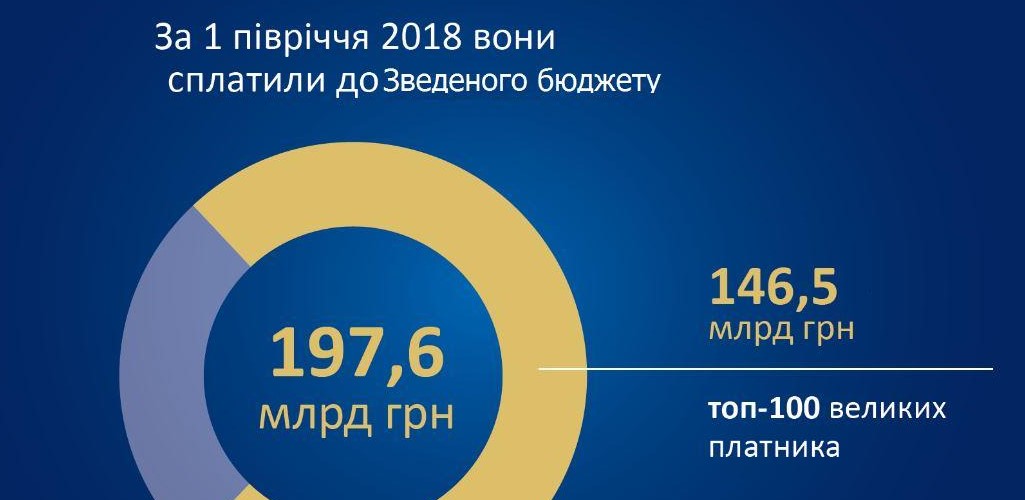 За 1 півріччя 2018 вони
сплатили до Зведеного бюджету
197,6
млрд грн
146,5
млрд грн
топ-100 великих
платника